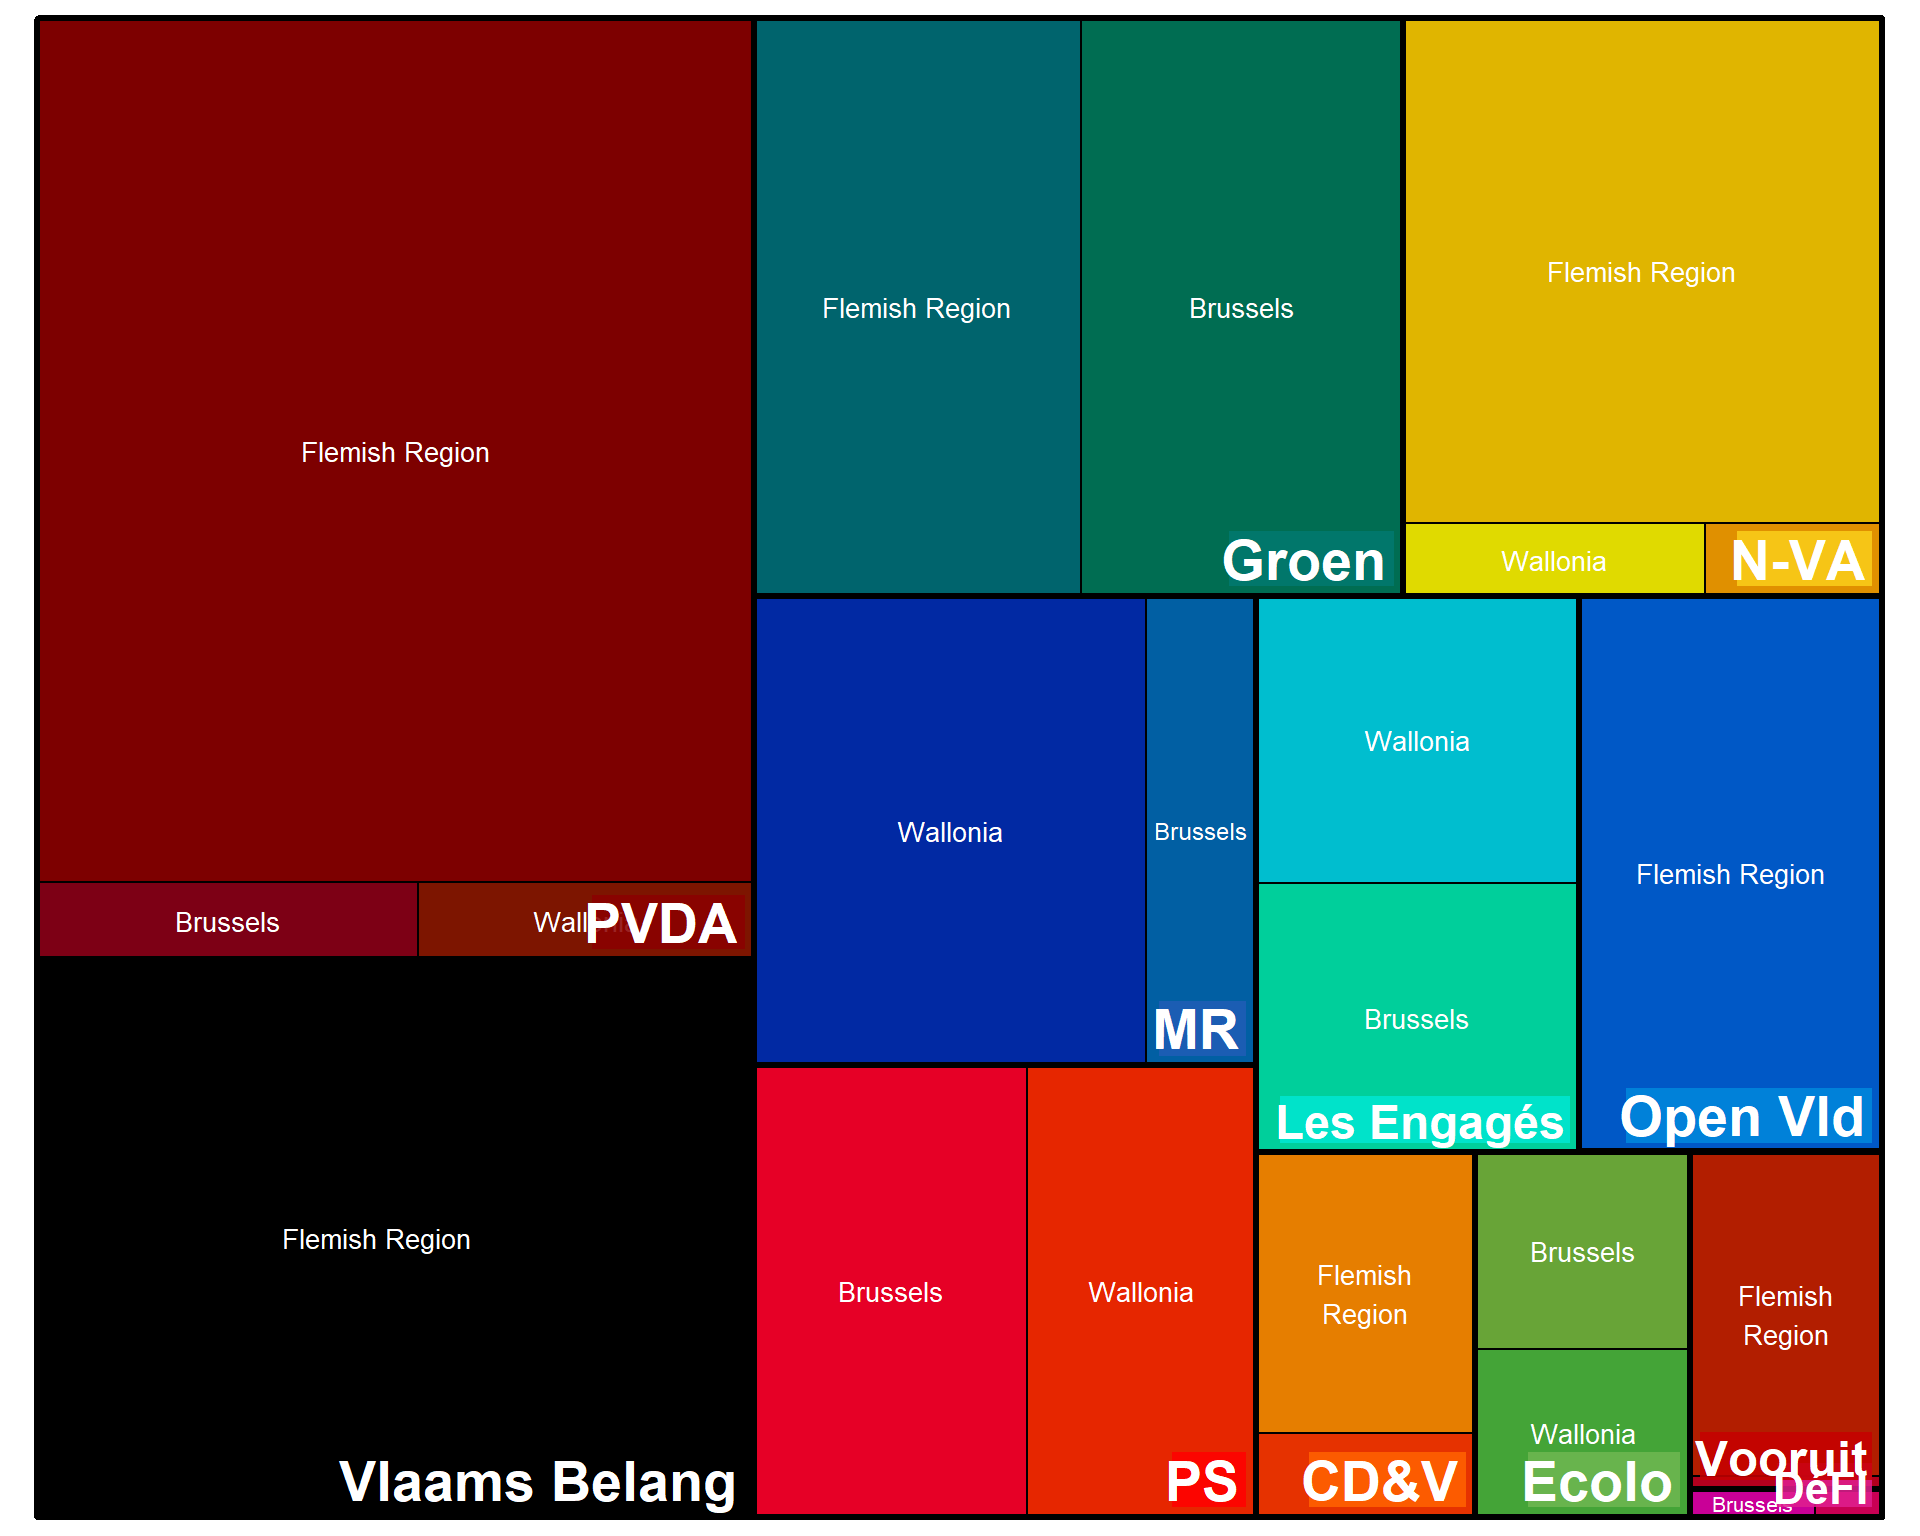 Flemish Region
Brussels
Wallonia
PVDA
Flemish Region
Vlaams Belang
Flemish Region
Brussels
Groen
Flemish Region
Wallonia
N-VA
Wallonia
Brussels
MR
Brussels
Wallonia
PS
Wallonia
Brussels
Les Engagés
Flemish Region
Open Vld
Flemish
Region
CD&V
Brussels
Wallonia
Ecolo
Flemish
Region
Vooruit
Brussels
DéFI